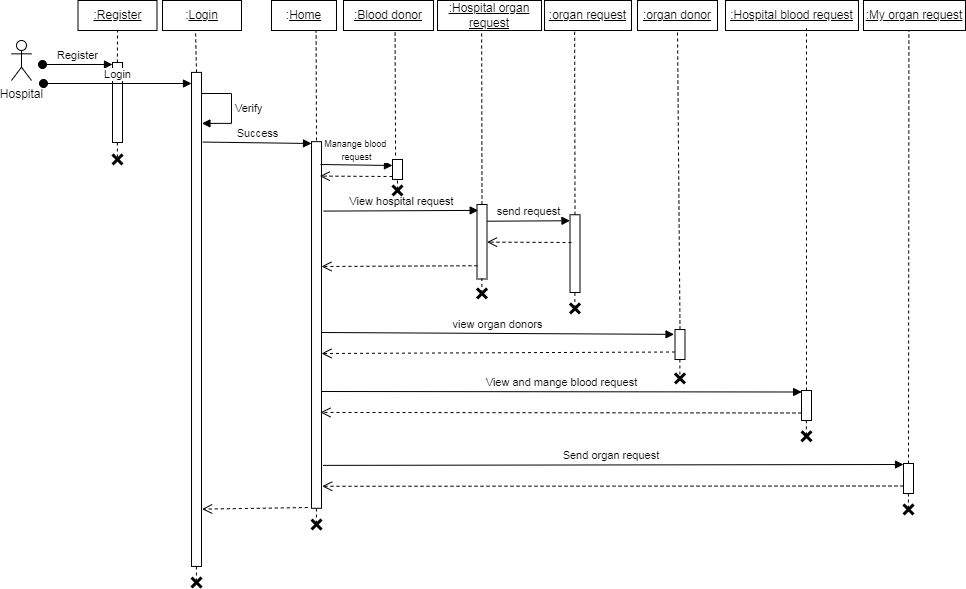 :Register
:Login
:Home
:Blood donor
:Hospital organ
request
:organ request
:organ donor
:Hospital blood request
:My organ request
Register
Login
Hospital
Verify
Success
Manange blood
request
View hospital request
send request
view organ donors
View and mange blood request
Send organ request